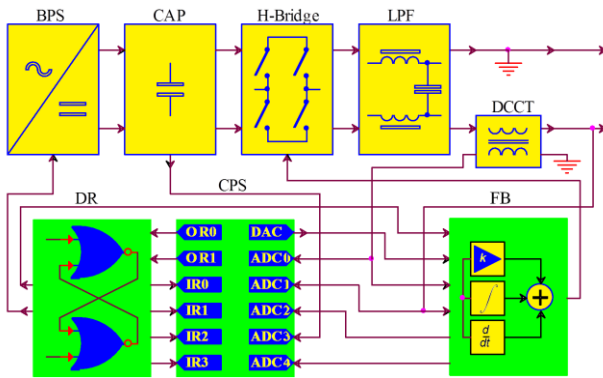 BPS CAP H-Bridge LPF
DCCT
CPS
DR FB
OR0 DAC
OR1 ADC0
IR0 ADC1
IR1 ADC2
IR2 ADC3
IR3 ADC4
k
∫
d
dt
+